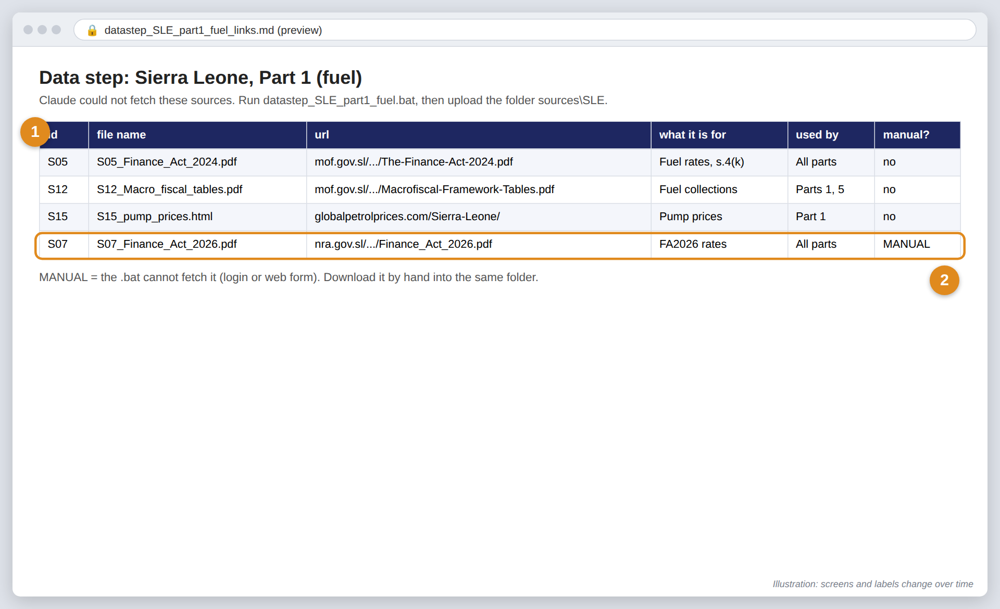 datastep_SLE_part1_fuel_links.md (preview)
Data step: Sierra Leone, Part 1 (fuel)
Claude could not fetch these sources. Run datastep_SLE_part1_fuel.bat, then upload the folder sources\SLE.
1
id file name url what it is for used by manual?
S05 S05_Finance_Act_2024.pdf mof.gov.sl/.../The-Finance-Act-2024.pdf Fuel rates, s.4(k) All parts no
S12 S12_Macro_fiscal_tables.pdf mof.gov.sl/.../Macrofiscal-Framework-Tables.pdf Fuel collections Parts 1, 5 no
S15 S15_pump_prices.html globalpetrolprices.com/Sierra-Leone/ Pump prices Part 1 no
S07 S07_Finance_Act_2026.pdf nra.gov.sl/.../Finance_Act_2026.pdf FA2026 rates All parts MANUAL
MANUAL = the .bat cannot fetch it (login or web form). Download it by hand into the same folder.
2
Illustration: screens and labels change over time